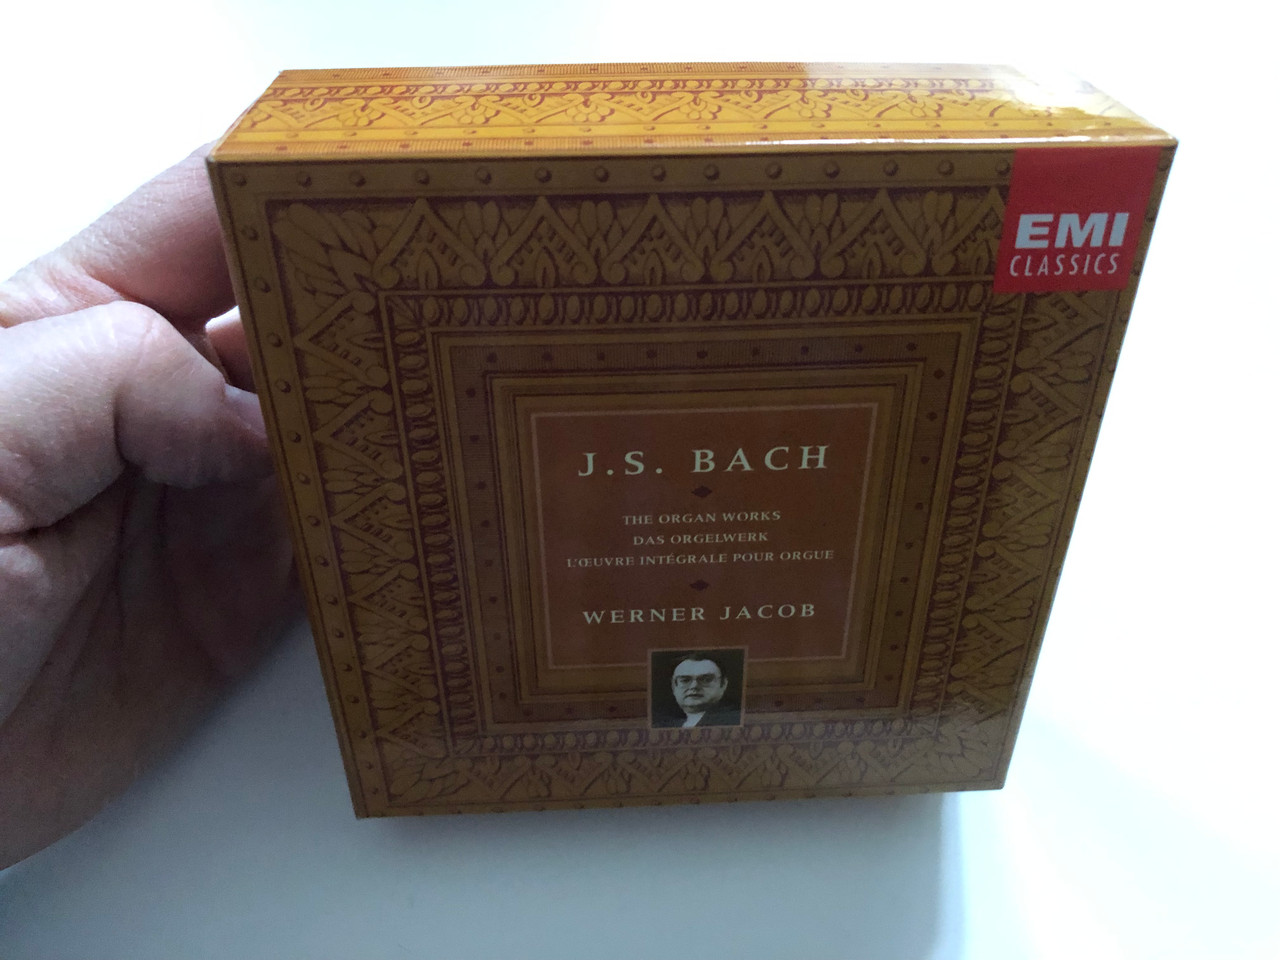 EMI
CLASSICS
J.S. BACH
THE ORGAN WORKS
DAS ORGELWERK
L'ŒUVRE INTÉGRALE POUR ORGUE
WERNER JACOB